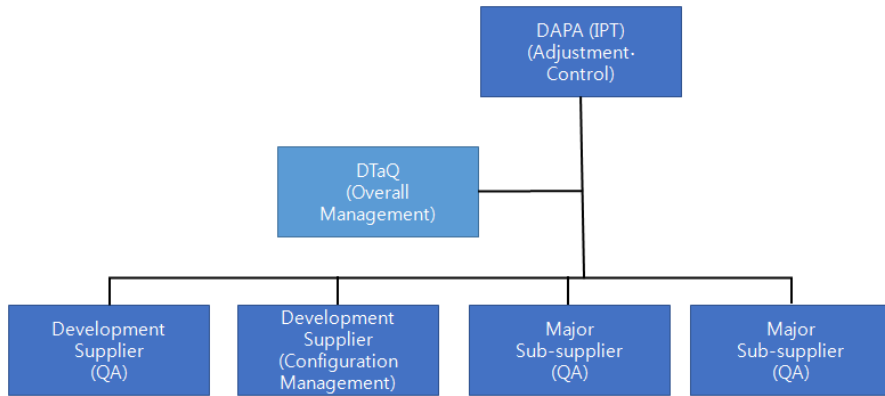 DAPA (IPT)
(Adjustment·
Control)
DTaQ
(Overall
Management)
Development
Supplier
(QA)
Development
Supplier
(Configuration
Management)
Major
Sub-supplier
(QA)
Major
Sub-supplier
(QA)